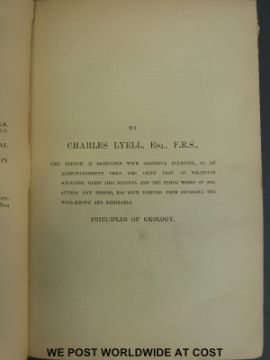 TO
CHARLES LYELL, Esq., F.R.S.,
THIS EDITION IS DEDICATED WITH GRATEFUL PLEASURE, AS AN
ACKNOWLEDGMENT THAT THE CHIEF PART OF WHATEVER
SCIENTIFIC MERIT THIS JOURNAL AND THE OTHER WORKS OF THE
AUTHOR MAY POSSESS, HAS BEEN DERIVED FROM STUDYING THE
WELL-KNOWN AND ADMIRABLE
PRINCIPLES OF GEOLOGY.
WE POST WORLDWIDE AT COST